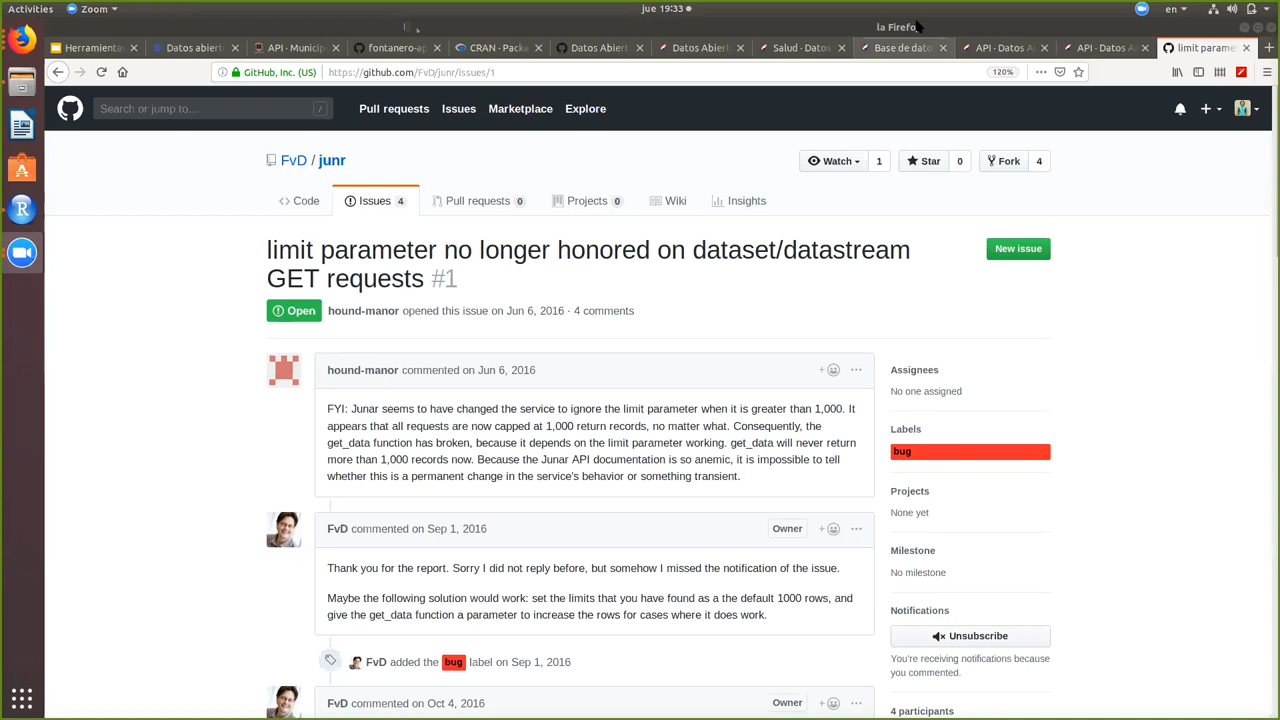 Activities Zoom jue 19:33 en
la Firefo
Herramienta Datos abiert API · Munici fontanero-a CRAN - Packe Datos Abier Datos Abier Salud - Datos Base de dato API - Datos A API - Datos A limit parame
GitHub, Inc. (US) https://github.com/FvD/junr/issues/1 120%
Search or jump to... / Pull requests Issues Marketplace Explore
FvD / junr Watch 1 Star 0 Fork 4
Code Issues 4 Pull requests 0 Projects 0 Wiki Insights
limit parameter no longer honored on dataset/datastream
GET requests #1
New issue
Open hound-manor opened this issue on Jun 6, 2016 · 4 comments
hound-manor commented on Jun 6, 2016
FYI: Junar seems to have changed the service to ignore the limit parameter when it is greater than 1,000. It
appears that all requests are now capped at 1,000 return records, no matter what. Consequently, the
get_data function has broken, because it depends on the limit parameter working. get_data will never return
more than 1,000 records now. Because the Junar API documentation is so anemic, it is impossible to tell
whether this is a permanent change in the service's behavior or something transient.
FvD commented on Sep 1, 2016 Owner
Thank you for the report. Sorry I did not reply before, but somehow I missed the notification of the issue.
Maybe the following solution would work: set the limits that you have found as a the default 1000 rows, and
give the get_data function a parameter to increase the rows for cases where it does work.
FvD added the bug label on Sep 1, 2016
FvD commented on Oct 4, 2016 Owner
Assignees
No one assigned
Labels
bug
Projects
None yet
Milestone
No milestone
Notifications
Unsubscribe
You're receiving notifications because
you commented.
4 participants